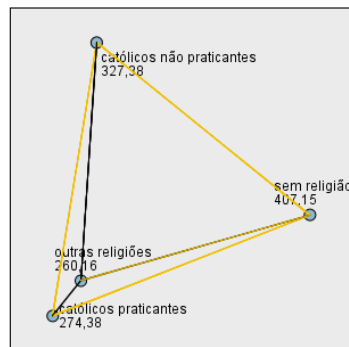 católicos não praticantes
327,38
sem religião
407,15
outras religiões
260,16
católicos praticantes
274,38